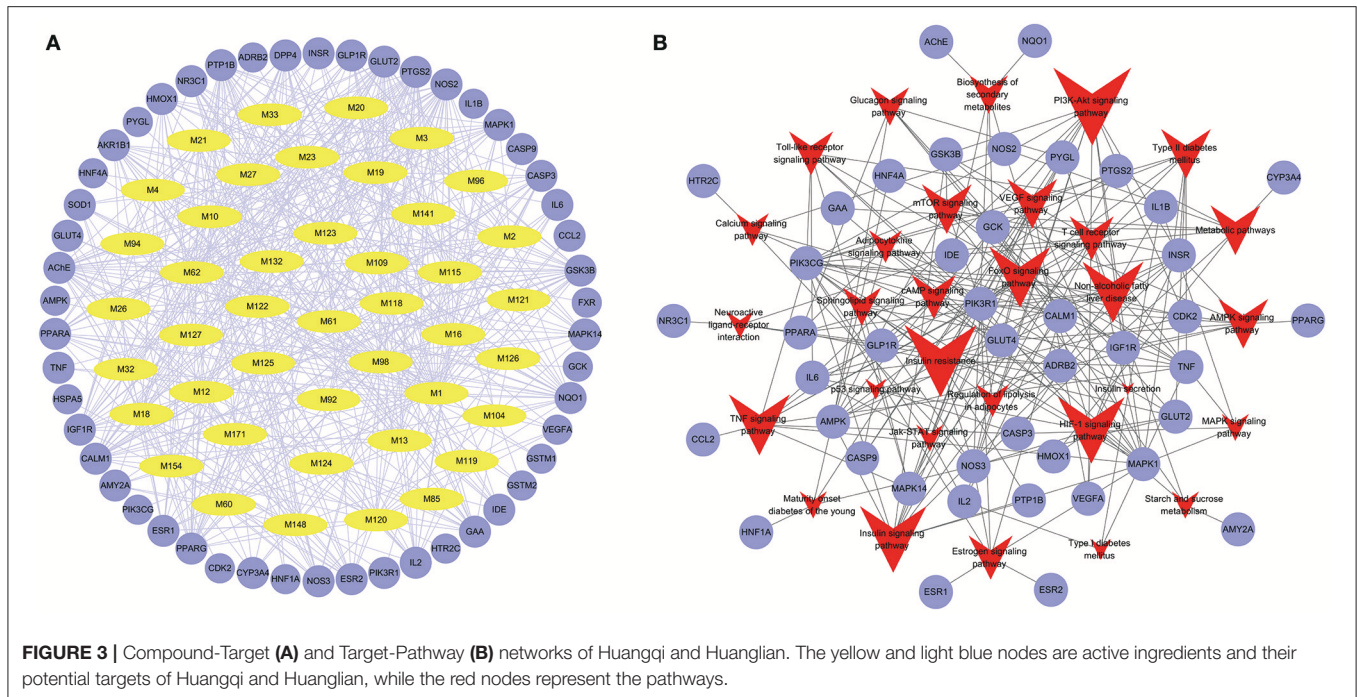 A
INSR
GLP1R
GLUT2
PTGS2
NOS2
IL1B
MAPK1
CASP9
CASP3
IL6
CCL2
GSK3B
FXR
MAPK14
GCK
NQO1
VEGFA
GSTM1
GSTM2
IDE
GAA
HTR2C
IL2
PIK3R1
ESR2
NOS3
HNF1A
CYP3A4
CDK2
PPARG
ESR1
PIK3CG
AMY2A
CALM1
IGF1R
HSPA5
TNF
PPARA
AMPK
AChE
GLUT4
SOD1
HNF4A
AKR1B1
PYGL
HMOX1
NR3C1
PTP1B
ADRB2
DPP4
M33
M20
M21
M3
M23
M27
M19
M96
M4
M10
M141
M2
M94
M123
M132
M109
M115
M62
M122
M118
M121
M26
M61
M16
M127
M125
M98
M126
M32
M12
M92
M1
M104
M18
M171
M13
M119
M154
M124
M85
M60
M148
M120
B
AChE
NQO1
Biosynthesis of
secondary
metabolites
Glucagon signaling
pathway
PI3K-Akt signaling
pathway
Toll-like receptor
signaling pathway
GSK3B
NOS2
PYGL
PTGS2
Type II diabetes
mellitus
HTR2C
HNF4A
CYP3A4
GAA
mTOR signaling
pathway
VEGF signaling
pathway
IL1B
Calcium signaling
pathway
GCK
T cell receptor
signaling pathway
Metabolic pathways
Adipocytokine
signaling pathway
IDE
PIK3CG
FoxO signaling
pathway
INSR
Sphingolipid signaling
pathway
cAMP signaling
pathway
PIK3R1
Non-alcoholic fatty
liver disease
NR3C1
Neuroactive
ligand-receptor
interaction
PPARA
CALM1
CDK2
AMPK signaling
pathway
PPARG
GLP1R
GLUT4
IGF1R
Insulin resistance
ADRB2
TNF
IL6
p53 signaling pathway
Regulation of lipolysis
in adipocytes
Insulin secretion
TNF signaling
pathway
AMPK
Jak-STAT signaling
pathway
CASP3
HIF-1 signaling
pathway
GLUT2
MAPK signaling
pathway
CCL2
CASP9
NOS3
HMOX1
MAPK1
MAPK14
IL2
PTP1B
VEGFA
Maturity onset
diabetes of the young
Starch and sucrose
metabolism
HNF1A
Insulin signaling
pathway
Estrogen signaling
pathway
Type I diabetes
mellitus
AMY2A
ESR1
ESR2
FIGURE 3 | Compound-Target (A) and Target-Pathway (B) networks of Huangqi and Huanglian. The yellow and light blue nodes are active ingredients and their
potential targets of Huangqi and Huanglian, while the red nodes represent the pathways.